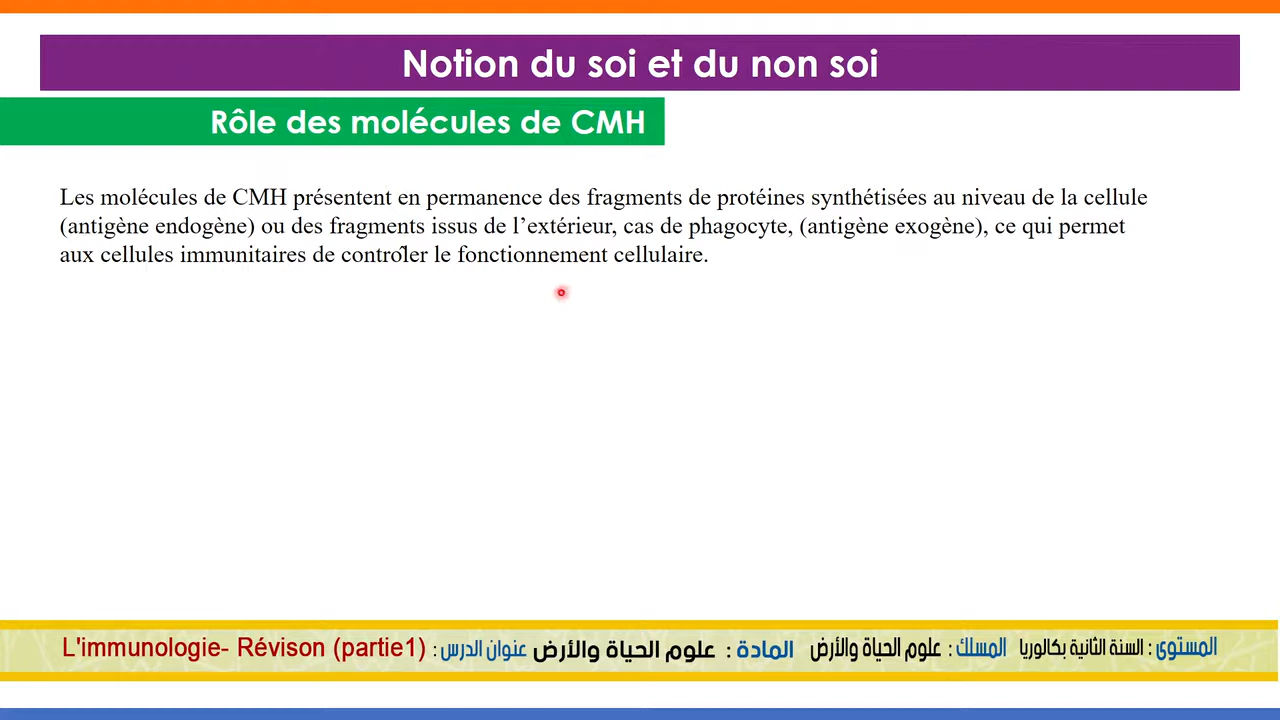 Notion du soi et du non soi
Rôle des molécules de CMH
Les molécules de CMH présentent en permanence des fragments de protéines synthétisées au niveau de la cellule
(antigène endogène) ou des fragments issus de l’extérieur, cas de phagocyte, (antigène exogène), ce qui permet
aux cellules immunitaires de contrôler le fonctionnement cellulaire.
المستوى : السنة الثانية بكالوريا المسلك : علوم الحياة والأرض المادة : علوم الحياة والأرض عنوان الدرس : L'immunologie- Révison (partie1)